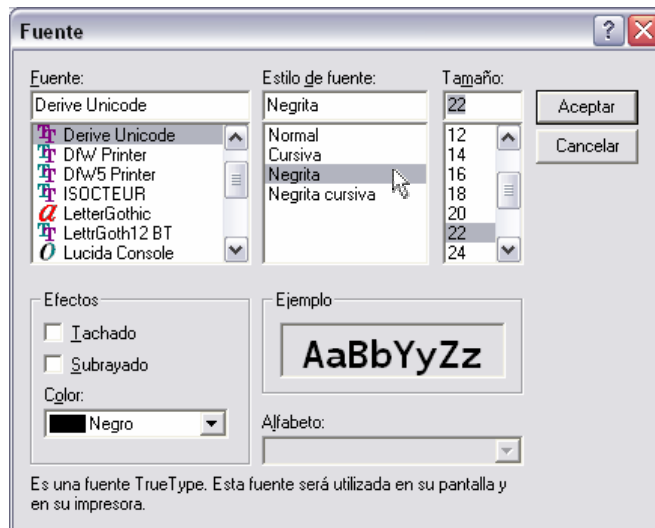 Fuente
Fuente:
Derive Unicode
Derive Unicode
DfW Printer
DfW5 Printer
ISOCTEUR
LetterGothic
LettrGoth12 BT
Lucida Console
Estilo de fuente:
Negrita
Normal
Cursiva
Negrita
Negrita cursiva
Tamaño:
22
12
14
16
18
20
22
24
Aceptar
Cancelar
Efectos
Tachado
Subrayado
Color:
Negro
Ejemplo
AaBbYyZz
Alfabeto:
Es una fuente TrueType. Esta fuente será utilizada en su pantalla y
en su impresora.